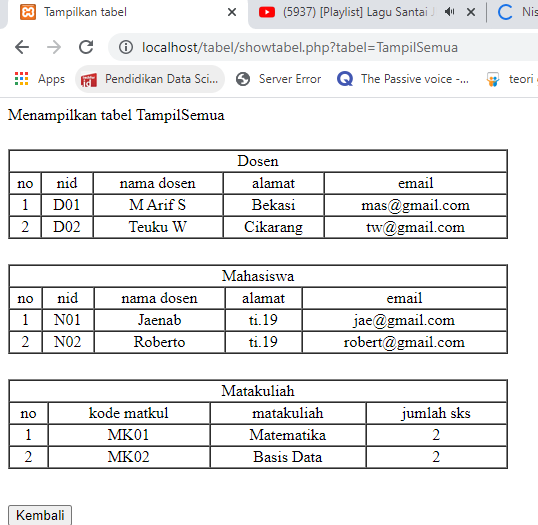 Tampilkan tabel
(5937) [Playlist] Lagu Santai
Nis
localhost/tabel/showtabel.php?tabel=TampilSemua
Apps Pendidikan Data Sci... Server Error The Passive voice -... teori
Menampilkan tabel TampilSemua
Dosen
no nid nama dosen alamat email
1 D01 M Arif S Bekasi mas@gmail.com
2 D02 Teuku W Cikarang tw@gmail.com
Mahasiswa
no nid nama dosen alamat email
1 N01 Jaenab ti.19 jae@gmail.com
2 N02 Roberto ti.19 robert@gmail.com
Matakuliah
no kode matkul matakuliah jumlah sks
1 MK01 Matematika 2
2 MK02 Basis Data 2
Kembali